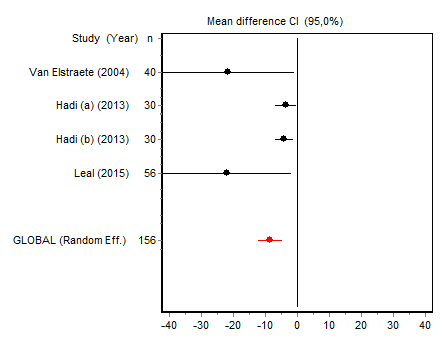 Mean difference CI (95,0%)
Study (Year) n
Van Elstraete (2004) 40
Hadi (a) (2013) 30
Hadi (b) (2013) 30
Leal (2015) 56
GLOBAL (Random Eff.) 156
-40 -30 -20 -10 0 10 20 30 40